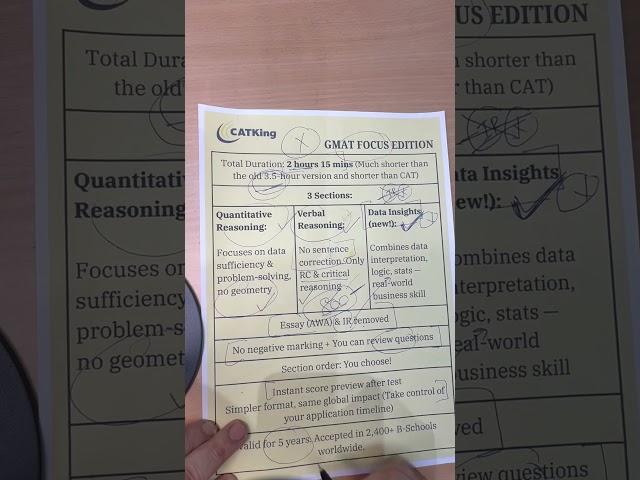 CATKing
GMAT FOCUS EDITION
Total Duration: 2 hours 15 mins (Much shorter than
the old 3.5-hour version and shorter than CAT)
3 Sections:
Quantitative
Reasoning:
Focuses on data
sufficiency &
problem-solving,
no geometry
Verbal
Reasoning:
No sentence
correction. Only
RC & critical
reasoning
Data Insights
(new!):
Combines data
interpretation,
logic, stats —
real-world
business skill
Essay (AWA) & IR removed
No negative marking + You can review questions
Section order: You choose!
Instant score preview after test
Simpler format, same global impact (Take control of
your application timeline)
Valid for 5 years. Accepted in 2,400+ B-Schools
worldwide.